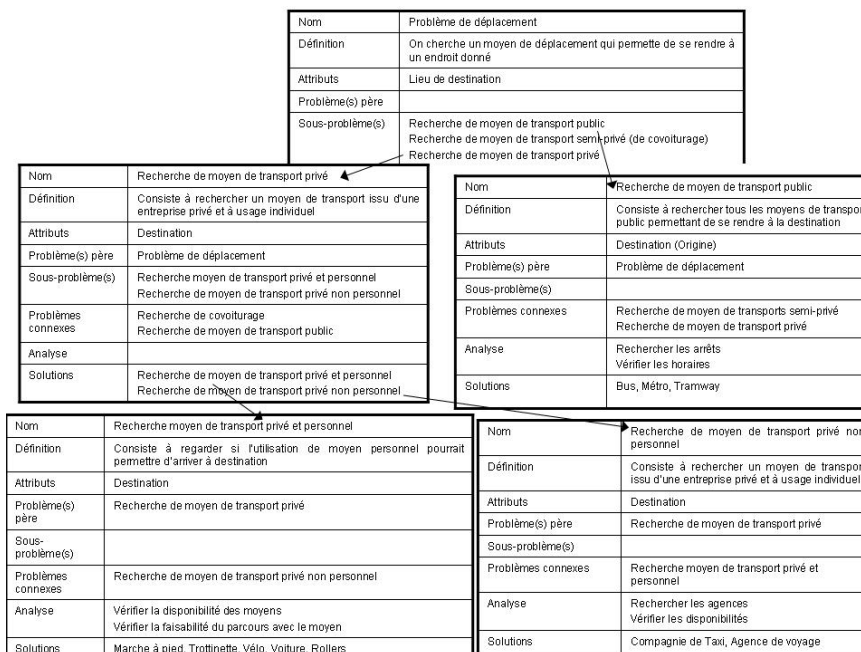 Nom Problème de déplacement
Définition On cherche un moyen de déplacement qui permette de se rendre à
un endroit donné
Attributs Lieu de destination
Problème(s) père
Sous-problème(s) Recherche de moyen de transport public
Recherche de moyen de transport semi-privé (de covoiturage)
Recherche de moyen de transport privé
Nom Recherche de moyen de transport privé
Définition Consiste à rechercher un moyen de transport issu d'une
entreprise privé et à usage individuel
Attributs Destination
Problème(s) père Problème de déplacement
Sous-problème(s) Recherche moyen de transport privé et personnel
Recherche de moyen de transport privé non personnel
Problèmes Recherche de covoiturage
connexes Recherche de moyen de transport public
Analyse
Solutions Recherche de moyen de transport privé et personnel
Recherche de moyen de transport privé non personnel
Nom Recherche de moyen de transport public
Définition Consiste à rechercher tous les moyens de transpor
public permettant de se rendre à la destination
Attributs Destination (Origine)
Problème(s) père Problème de déplacement
Sous-problème(s)
Problèmes connexes Recherche de moyen de transports semi-privé
Recherche de moyen de transport privé
Analyse Rechercher les arrêts
Vérifier les horaires
Solutions Bus, Métro, Tramway
Nom Recherche moyen de transport privé et personnel
Définition Consiste à regarder si l'utilisation de moyen personnel pourrait
permettre d'arriver à destination
Attributs Destination
Problème(s) Recherche de moyen de transport privé
père
Sous-
problème(s)
Problèmes Recherche de moyen de transport privé non personnel
connexes
Analyse Vérifier la disponibilité des moyens
Vérifier la faisabilité du parcours avec le moyen
Solutions Marche à pied, Trottinette, Vélo, Voiture, Rollers
Nom Recherche de moyen de transport privé non
personnel
Définition Consiste à rechercher un moyen de transpor
issu d'une entreprise privé et à usage individuel
Attributs Destination
Problème(s) père Recherche de moyen de transport privé
Sous-problème(s)
Problèmes connexes Recherche moyen de transport privé et
personnel
Analyse Rechercher les agences
Vérifier les disponibilités
Solutions Compagnie de Taxi, Agence de voyage